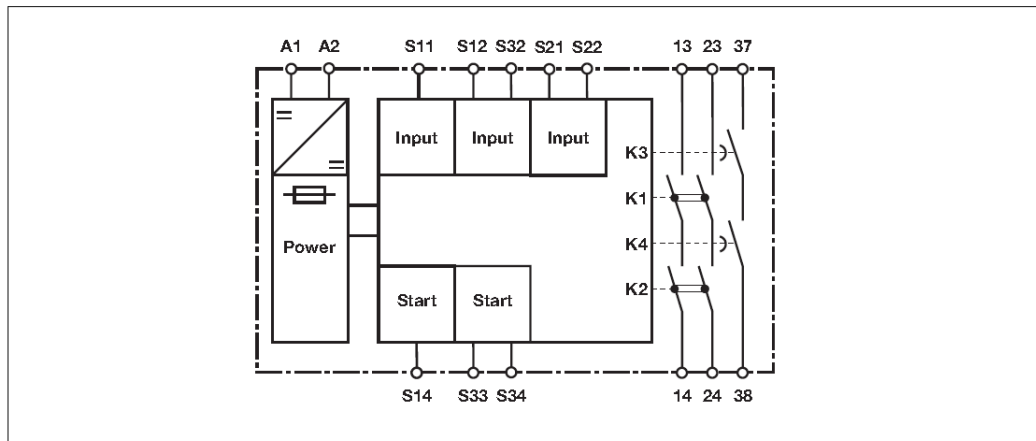 A1 A2 S11 S12 S32 S21 S22 13 23 37
Input Input Input
K3
K1
K4
Power
K2
Start Start
S14 S33 S34 14 24 38